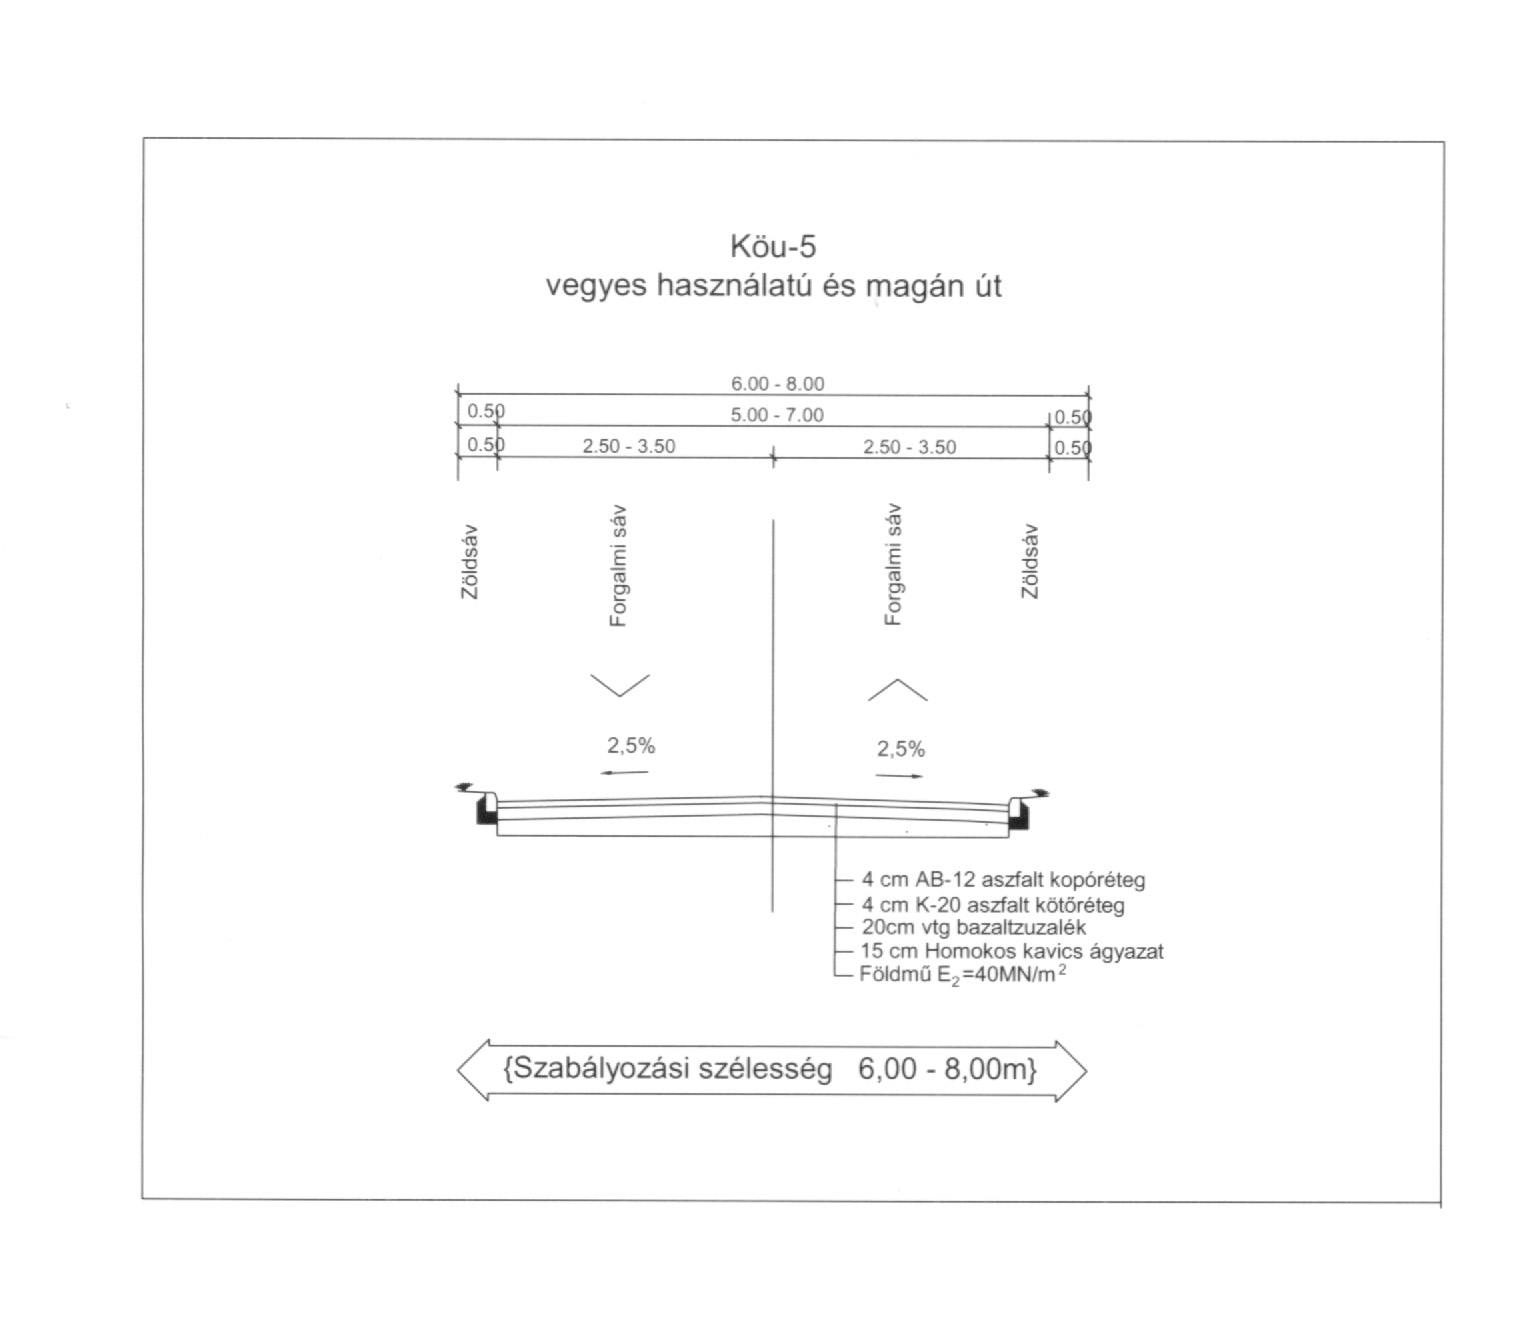 Köu-5
vegyes használatú és magán út
6.00 - 8.00
0.50 5.00 - 7.00 0.50
0.50 2.50 - 3.50 2.50 - 3.50 0.50
Zöldsáv
Forgalmi sáv
Forgalmi sáv
Zöldsáv
2,5% 2,5%
4 cm AB-12 aszfalt kopóréteg
4 cm K-20 aszfalt kötőréteg
20cm vtg bazaltzuzalék
15 cm Homokos kavics ágyazat
Földmű E₂=40MN/m²
{Szabályozási szélesség 6,00 - 8,00m}